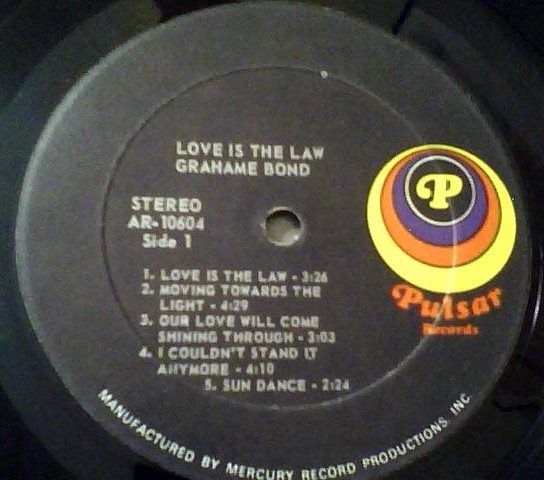 LOVE IS THE LAW
GRAHAME BOND
STEREO
AR-10604
Side 1
1. LOVE IS THE LAW - 3:26
2. MOVING TOWARDS THE
LIGHT - 4:29
3. OUR LOVE WILL COME
SHINING THROUGH - 3:03
4. I COULDN'T STAND IT
ANYMORE - 4:10
5. SUN DANCE - 2:24
P
Pulsar
Records
MANUFACTURED BY MERCURY RECORD PRODUCTIONS, INC.